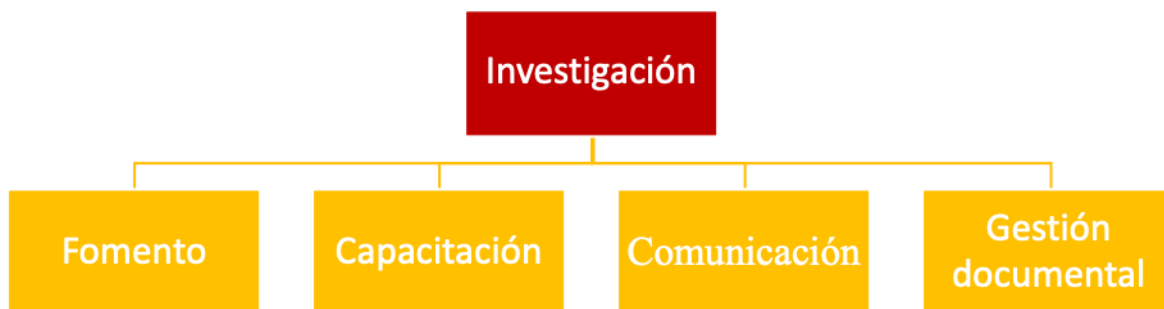 Investigación
Fomento
Capacitación
Comunicación
Gestión
documental